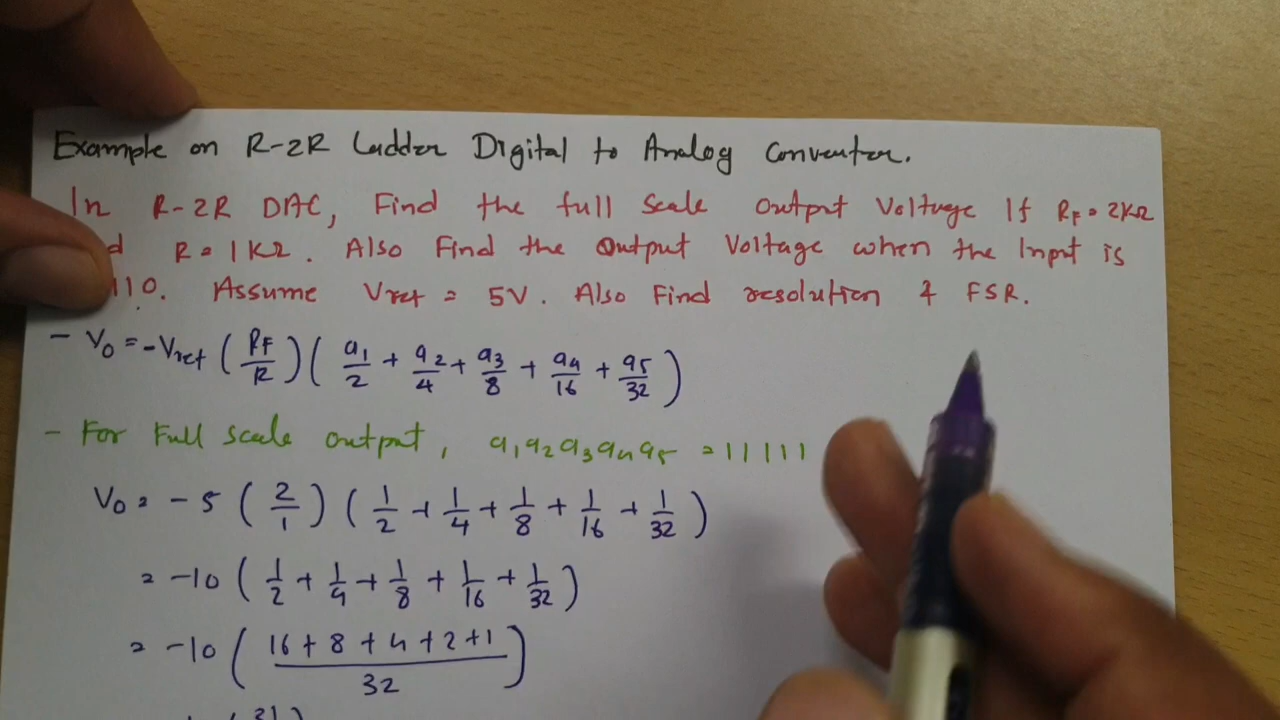 Example on R-2R Ladder Digital to Analog Converter.
In R-2R DAC, Find the full scale output Voltage If RF = 2KΩ
d R = 1KΩ. Also Find the Output Voltage when the Input is
110. Assume Vref = 5V. Also Find resolution & FSR.
- V0 = -Vref (RF/R) (a1/2 + a2/4 + a3/8 + a4/16 + a5/32)
- For Full scale output, a1a2a3a4a5 = 11111
V0 = -5 (2/1) (1/2 + 1/4 + 1/8 + 1/16 + 1/32)
= -10 (1/2 + 1/4 + 1/8 + 1/16 + 1/32)
= -10 (16 + 8 + 4 + 2 + 1 / 32)